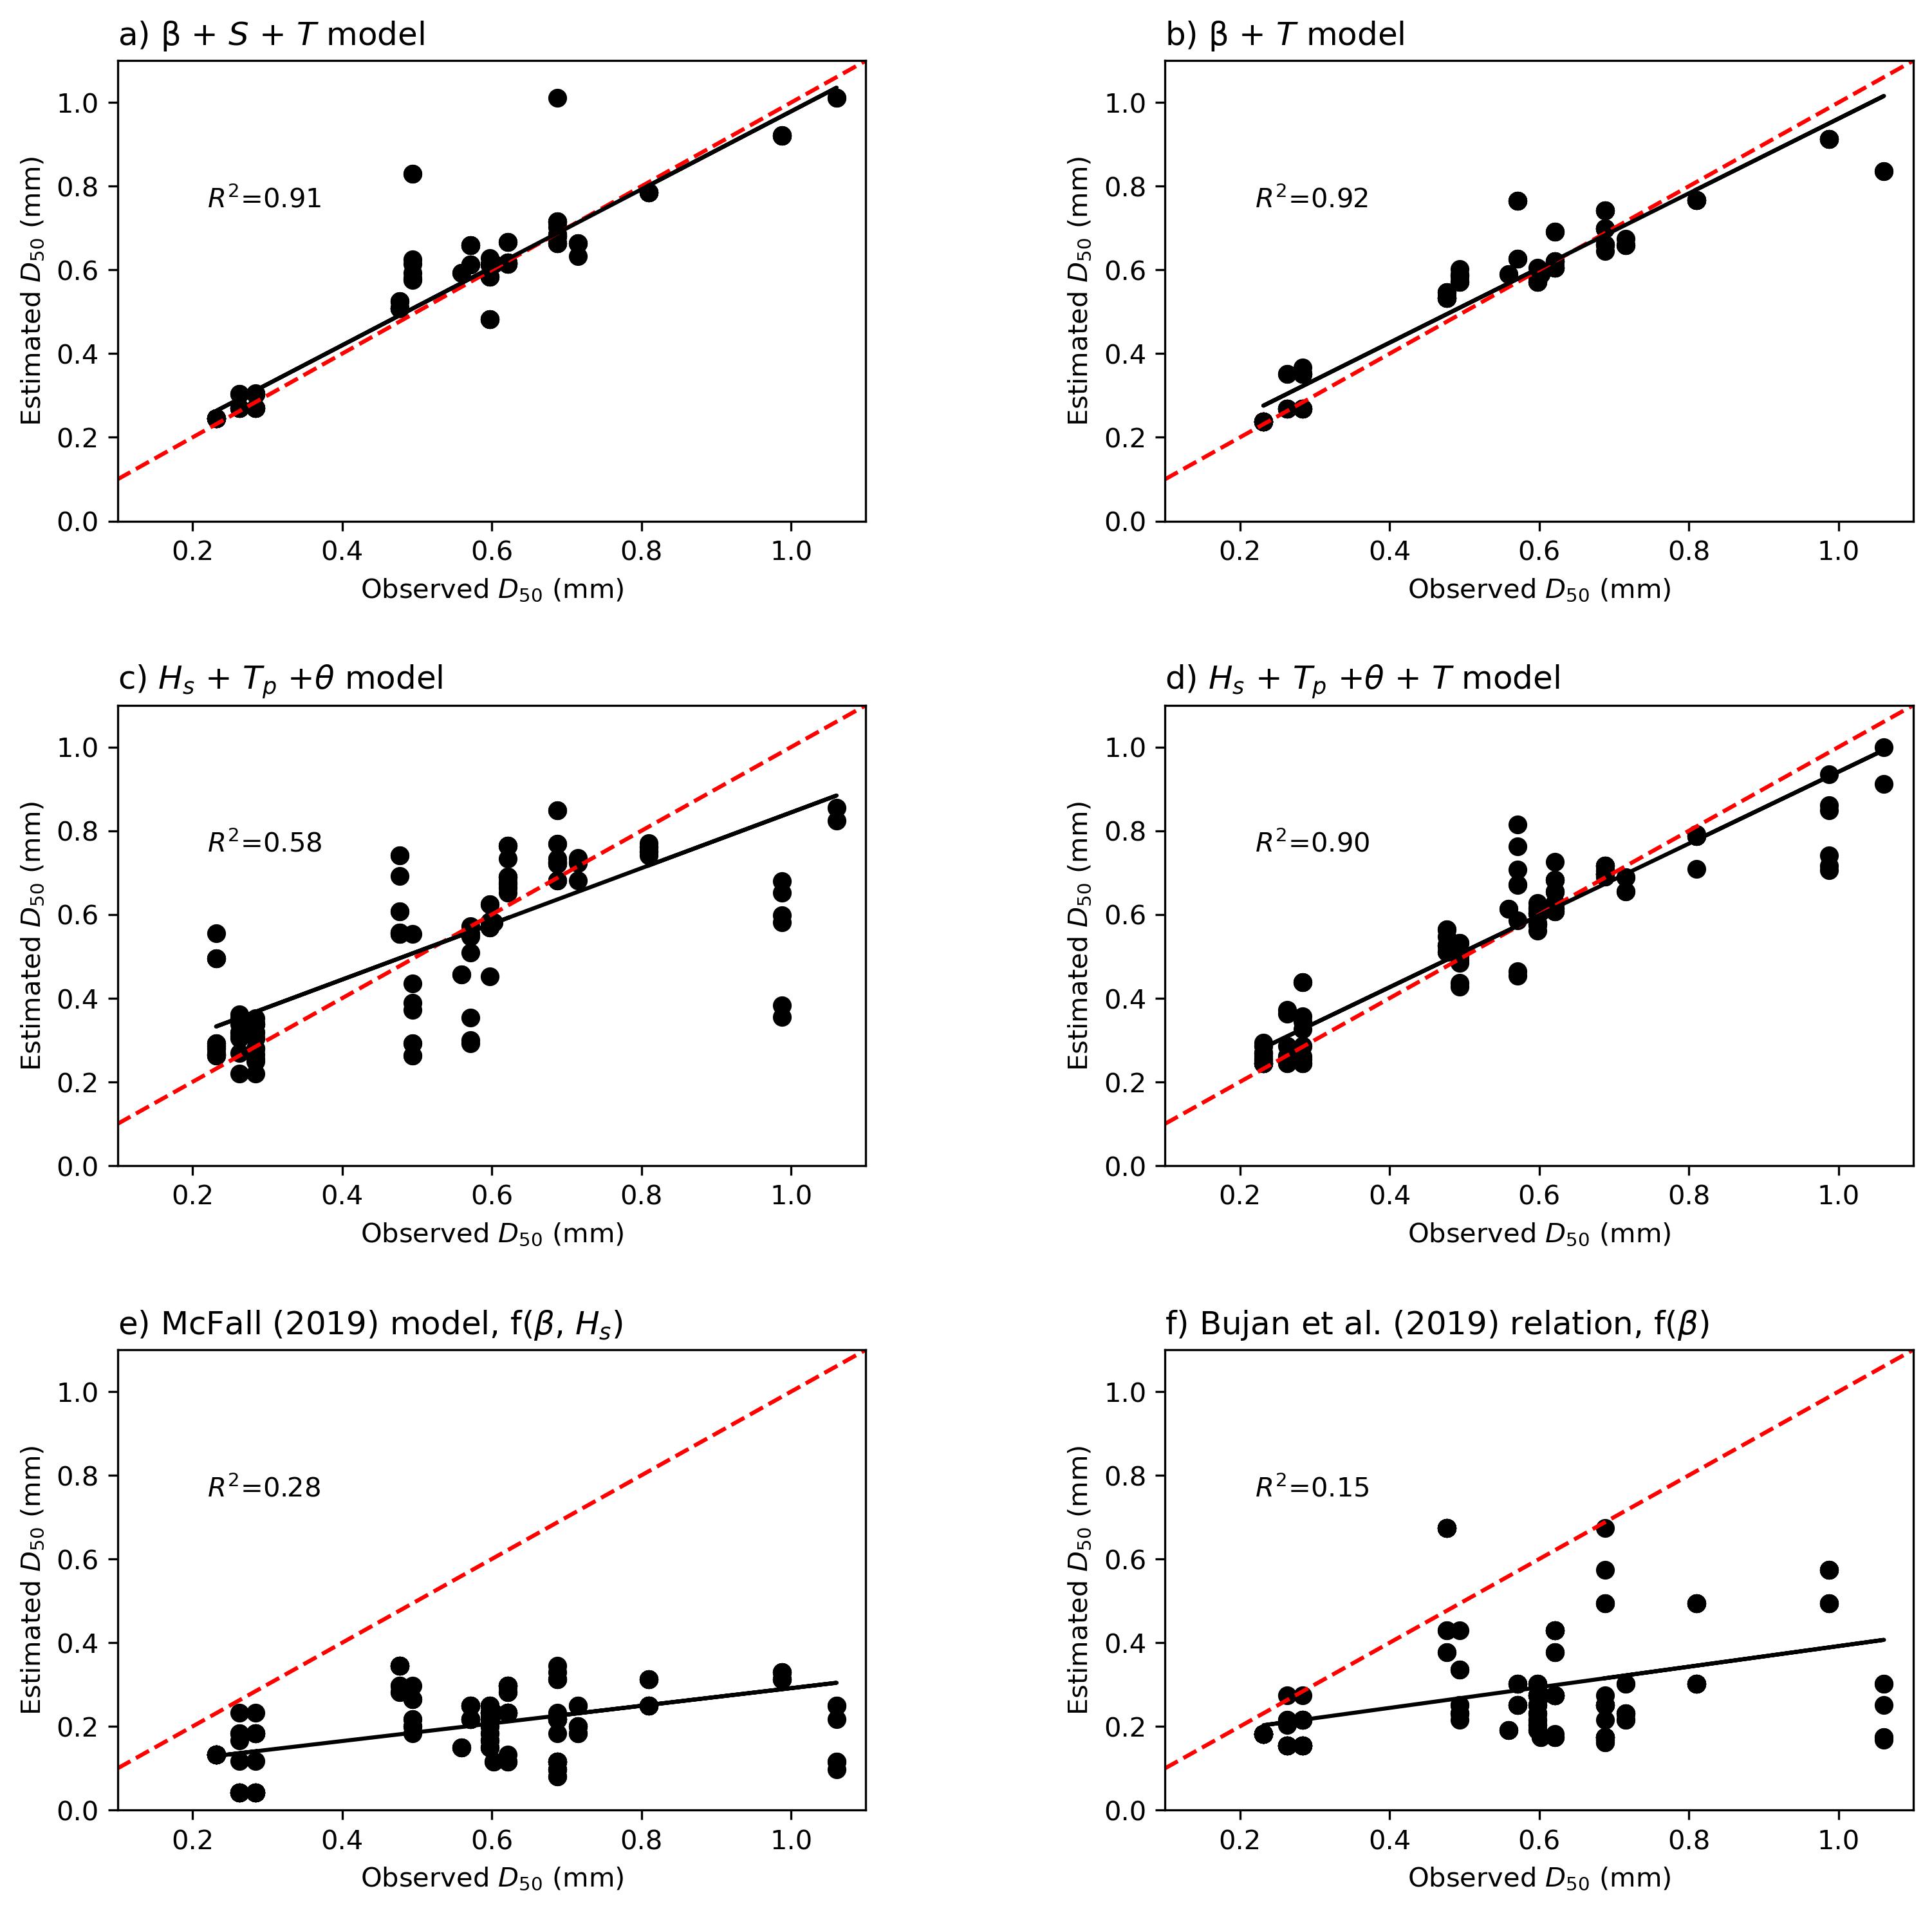 a) β + S + T model
1.0
0.8
0.6
0.4
0.2
0.0
Estimated D50 (mm)
R²=0.91
0.2 0.4 0.6 0.8 1.0
Observed D50 (mm)
b) β + T model
1.0
0.8
0.6
0.4
0.2
0.0
Estimated D50 (mm)
R²=0.92
0.2 0.4 0.6 0.8 1.0
Observed D50 (mm)
c) Hs + Tp +θ model
1.0
0.8
0.6
0.4
0.2
0.0
Estimated D50 (mm)
R²=0.58
0.2 0.4 0.6 0.8 1.0
Observed D50 (mm)
d) Hs + Tp +θ + T model
1.0
0.8
0.6
0.4
0.2
0.0
Estimated D50 (mm)
R²=0.90
0.2 0.4 0.6 0.8 1.0
Observed D50 (mm)
e) McFall (2019) model, f(β, Hs)
1.0
0.8
0.6
0.4
0.2
0.0
Estimated D50 (mm)
R²=0.28
0.2 0.4 0.6 0.8 1.0
Observed D50 (mm)
f) Bujan et al. (2019) relation, f(β)
1.0
0.8
0.6
0.4
0.2
0.0
Estimated D50 (mm)
R²=0.15
0.2 0.4 0.6 0.8 1.0
Observed D50 (mm)